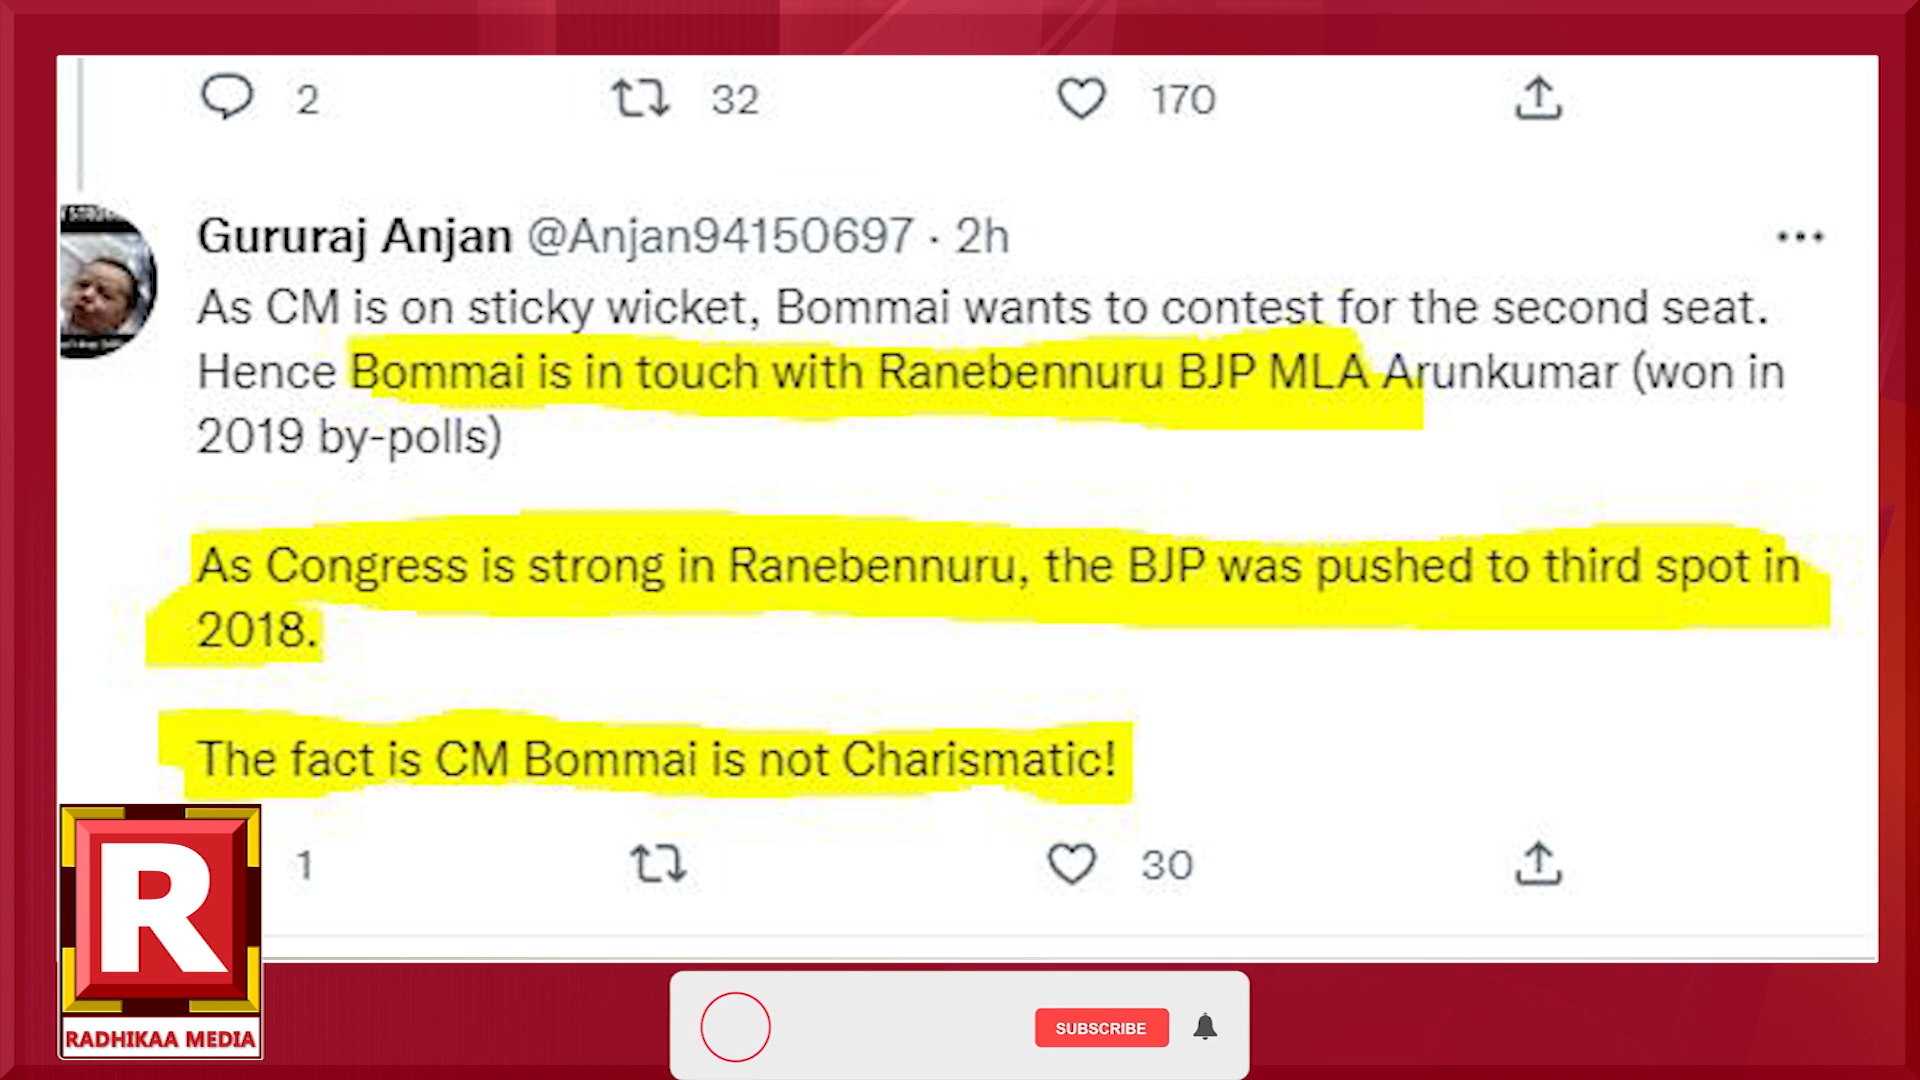 2 32 170
Gururaj Anjan @Anjan94150697 · 2h
As CM is on sticky wicket, Bommai wants to contest for the second seat.
Hence Bommai is in touch with Ranebennuru BJP MLA Arunkumar (won in
2019 by-polls)
As Congress is strong in Ranebennuru, the BJP was pushed to third spot in
2018.
The fact is CM Bommai is not Charismatic!
1 30
R
RADHIKAA MEDIA
SUBSCRIBE